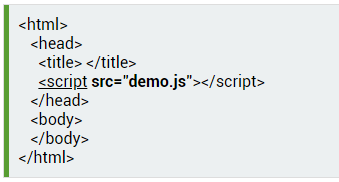 <html>
<head>
<title> </title>
<script src="demo.js"></script>
</head>
<body>
</body>
</html>